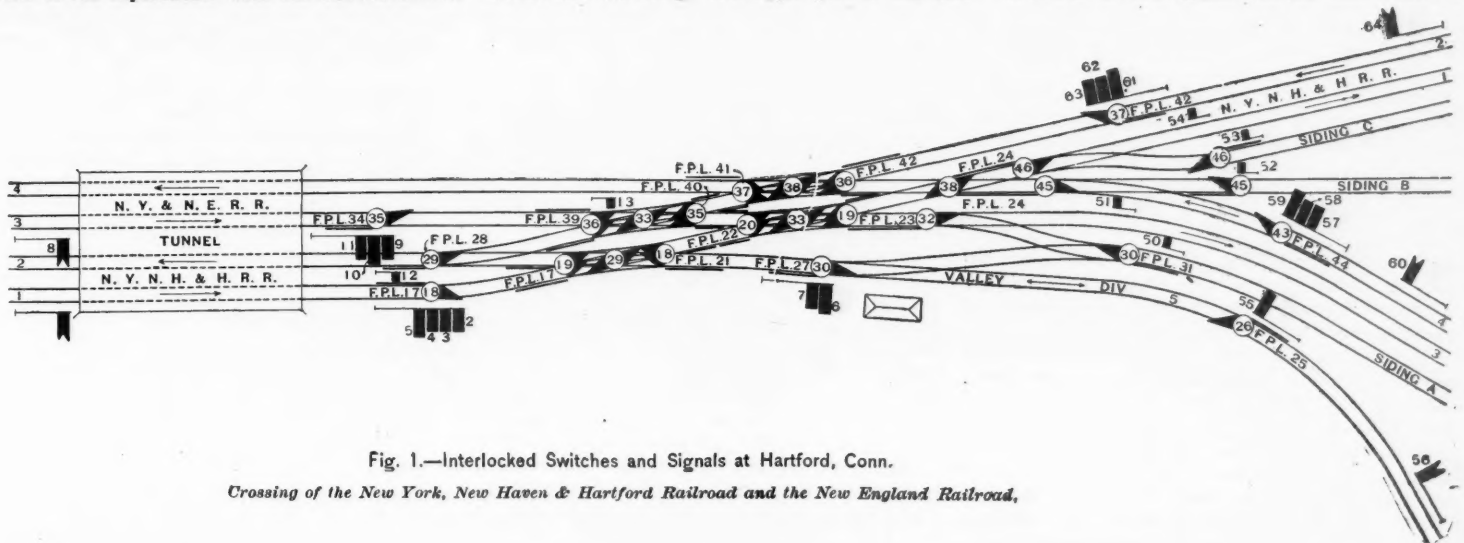 64
2
62
63
61
37
F.P.L. 42
N. Y. N. H. & H R. R.
1
54
53
46
SIDING C
52
F.P.L. 41
F.P.L. 42
F.P.L. 24
46
F.P.L. 40
37
38
36
38
45
45
SIDING B
4
N. Y. & N. E. R. R.
13
F.P.L. 24
51
59
58
57
3
F.P.L. 34
35
F.P.L. 39
36
33
35
20
33
19
F.P.L. 23
32
43
F.P.L. 44
TUNNEL
8
11
9
F.P.L. 28
F.P.L. 22
50
60
2
10
29
19
29
18
F.P.L. 21
F.P.L. 27
30
30
F.P.L. 31
N. Y. N. H. & H. R. R.
12
F.P.L. 17
VALLEY DIV 5
55
4
1
F.P.L. 17
18
7
6
26
F.P.L. 25
3
5
4
3
2
SIDING A
56
Fig. 1.—Interlocked Switches and Signals at Hartford, Conn.
Crossing of the New York, New Haven & Hartford Railroad and the New England Railroad,